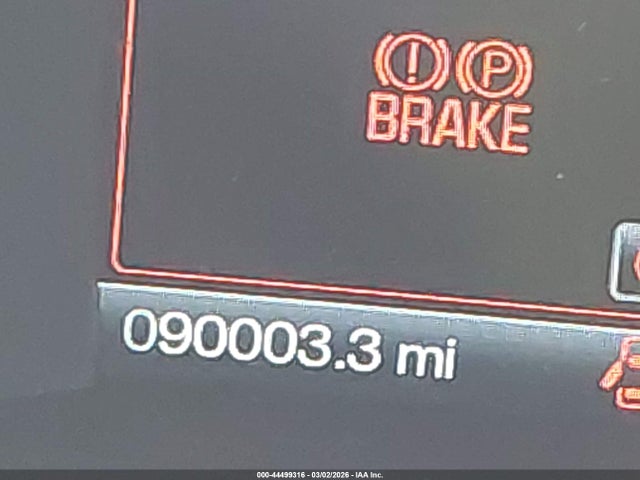 (!) (P)
BRAKE
090003.3 mi
000-44499316 - 03/02/2026 - IAA Inc.